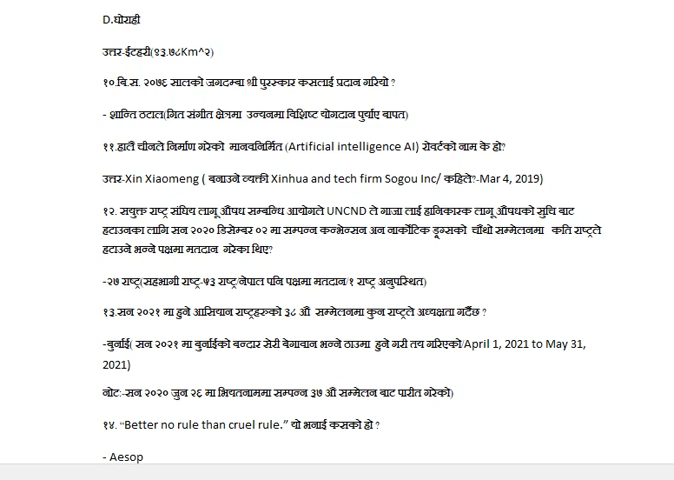 D.घोराही
उत्तर-ईटहरी(९३.७८Km^२)
१०.बि.स. २०७६ सालको जगदम्बा श्री पुरस्कार कसलाई प्रदान गरियो ?
- शान्ति ठटाल(गित संगीत क्षेत्रमा उन्यनमा विशिष्ट योगदान पुर्याए बापत)
११.हालै चीनले निर्माण गरेको मानवनिर्मित (Artificial intelligence AI) रोवर्टको नाम के हो?
उत्तर-Xin Xiaomeng ( बनाउने व्यक्ती Xinhua and tech firm Sogou Inc/ कहिले?-Mar 4, 2019)
१२. सयुक्त राष्ट्र संघिय लागू औषध सम्बन्धि आयोगले UNCND ले गाजा लाई हानिकारक लागू औषधको सुचि बाट
हटाउनका लागि सन २०२० डिसेम्बर ०२ मा सम्पन्न कन्भेन्सन अन नार्कोटिक ड्रूग्सको चौथो सम्मेलनमा कति राष्ट्रले
हटाउने भन्ने पक्षमा मतदान गरेका थिए?
-२७ राष्ट्र(सहभागी राष्ट्र-५३ राष्ट्र/नेपाल पनि पक्षमा मतदान/१ राष्ट्र अनुपस्थित)
१३.सन २०२१ मा हुने आसियान राष्ट्रहरुको ३८ औ सम्मेलनमा कुन राष्ट्रले अध्यक्षता गर्दैछ ?
-बुर्नाई( सन २०२१ मा बुर्नाईको बन्दार सेरी बेगावान भन्ने ठाउमा हुने गरी तय गरिएको/April 1, 2021 to May 31,
2021)
नोट:-सन २०२० जुन २६ मा भियतनाममा सम्पन्न ३७ औ सम्मेलन बाट पारीत गरेको)
१४. “Better no rule than cruel rule.” यो भनाई कसको हो ?
- Aesop